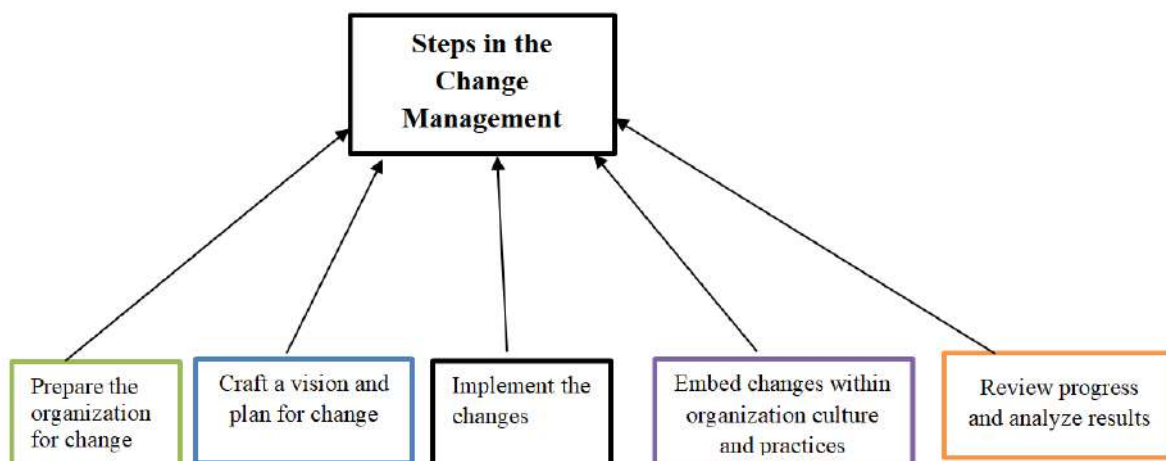 Steps in the
Change
Management
Prepare the
organization
for change
Craft a vision and
plan for change
Implement the
changes
Embed changes within
organization culture
and practices
Review progress
and analyze results